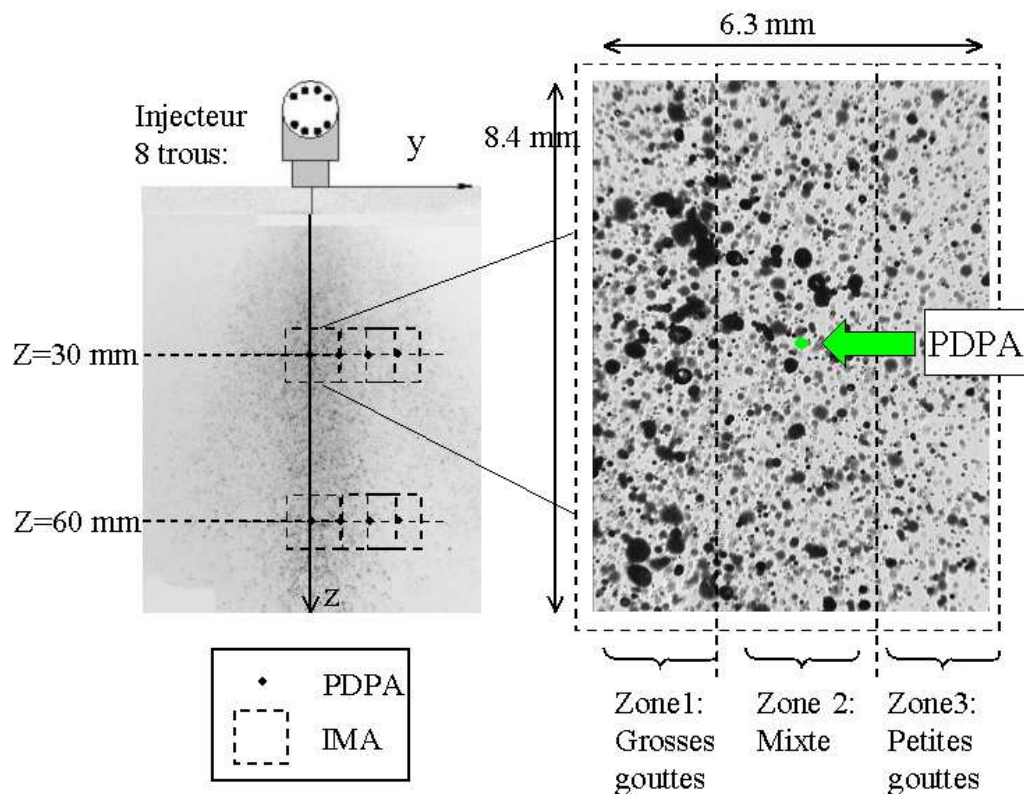 6.3 mm
Injecteur
8 trous:
y
8.4 mm
Z=30 mm
PDPA
Z=60 mm
z
PDPA
IMA
Zone1:
Grosses
gouttes
Zone 2:
Mixte
Zone3:
Petites
gouttes